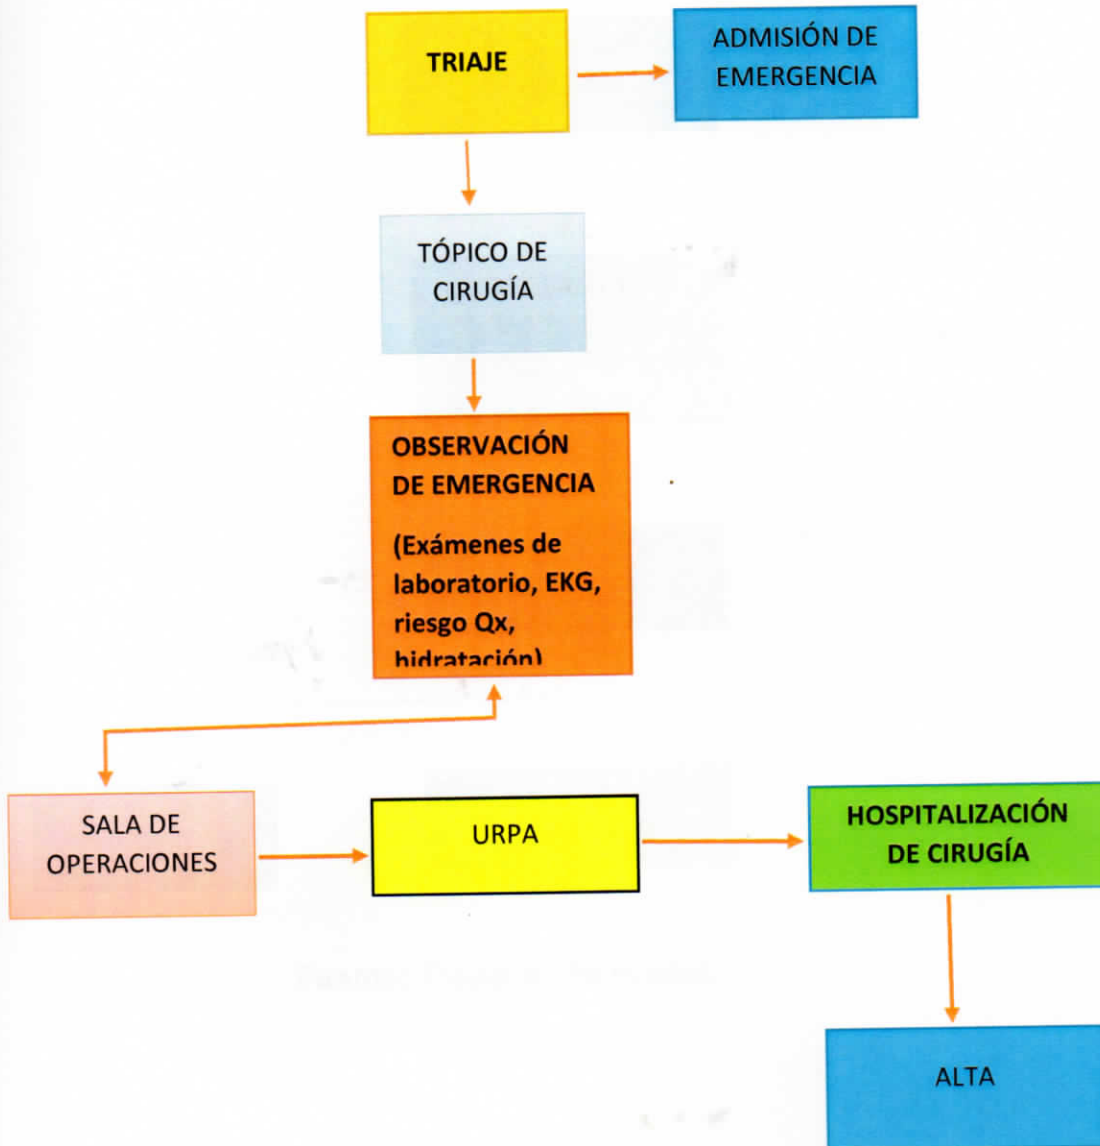 TRIAJE
ADMISIÓN DE
EMERGENCIA
TÓPICO DE
CIRUGÍA
OBSERVACIÓN
DE EMERGENCIA
(Exámenes de
laboratorio, EKG,
riesgo Qx,
hidratación)
SALA DE
OPERACIONES
URPA
HOSPITALIZACIÓN
DE CIRUGÍA
ALTA